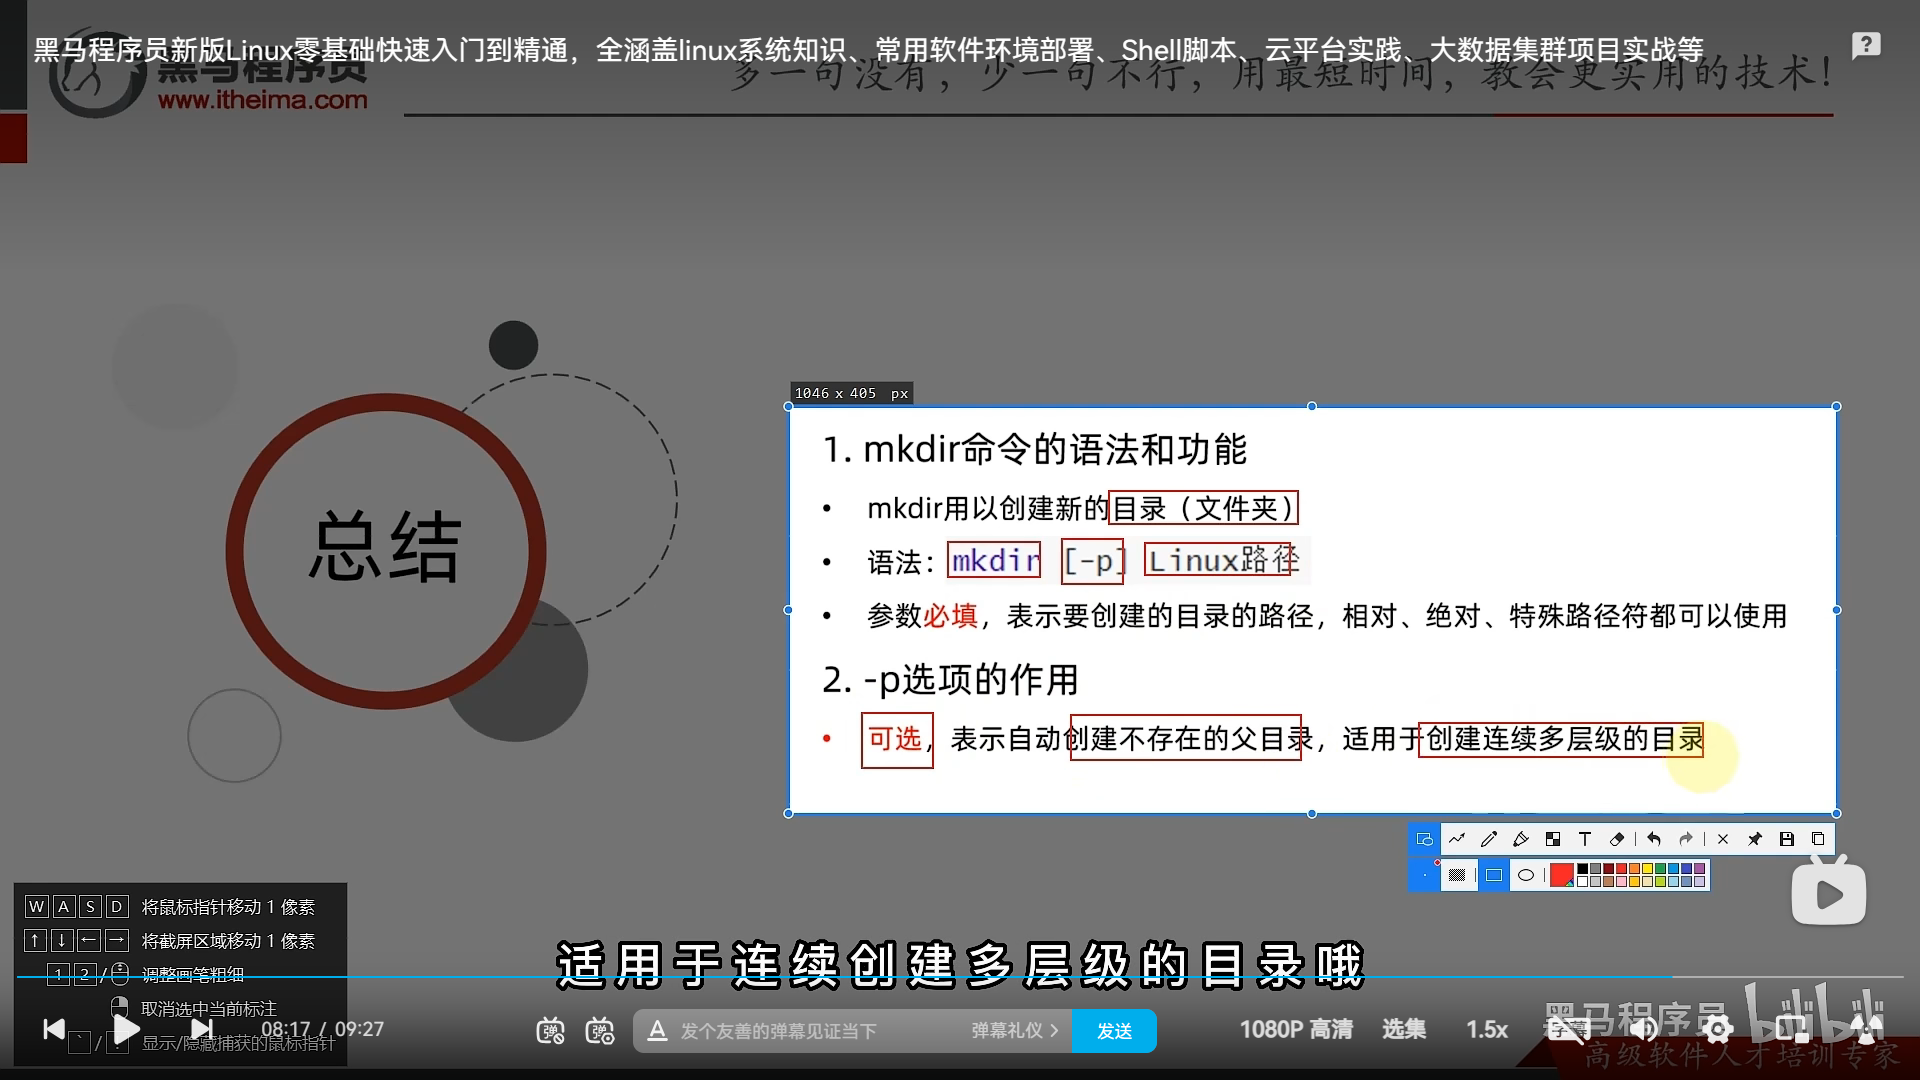 黑马程序员新版Linux零基础快速入门到精通，全涵盖linux系统知识、常用软件环境部署、Shell脚本、云平台实践、大数据集群项目实战等
黑马程序员
www.itheima.com
多一句没有，少一句不行，用最短时间，教会更实用的技术！
总结
1046 x 405 px
1. mkdir命令的语法和功能
• mkdir用以创建新的目录（文件夹）
• 语法：mkdir [-p] Linux路径
• 参数必填，表示要创建的目录的路径，相对、绝对、特殊路径符都可以使用
2. -p选项的作用
• 可选，表示自动创建不存在的父目录，适用于创建连续多层级的目录
W A S D 将鼠标指针移动 1 像素
↑ ↓ ← → 将截屏区域移动 1 像素
1 2 / 调整画笔粗细
取消选中当前标注
` / . 显示/隐藏捕获的鼠标指针
适用于连续创建多层级的目录哦
08:17 / 09:27
弹 弹
A 发个友善的弹幕见证当下
弹幕礼仪 >
发送
1080P 高清
选集
1.5x
字幕
黑马程序员
bilibili
高级软件人才培训专家